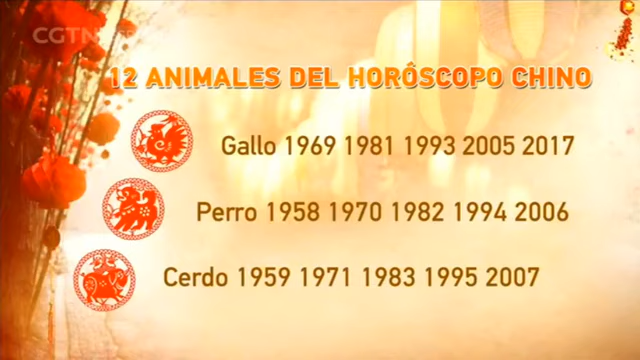 CGTN
12 ANIMALES DEL HORÓSCOPO CHINO
Gallo 1969 1981 1993 2005 2017
Perro 1958 1970 1982 1994 2006
Cerdo 1959 1971 1983 1995 2007